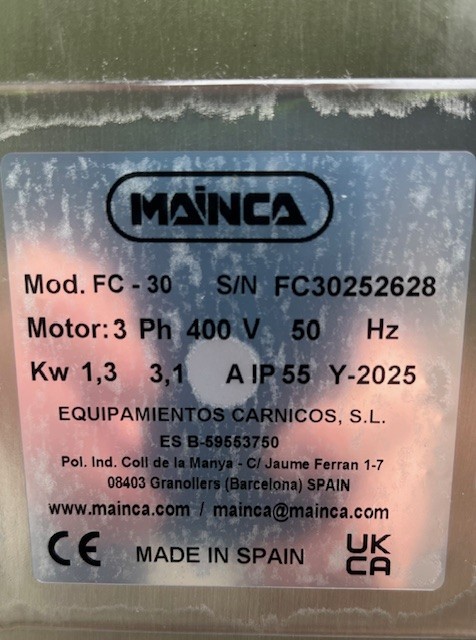 MAINCA
Mod. FC - 30 S/N FC30252628
Motor: 3 Ph 400 V 50 Hz
Kw 1,3 3,1 A IP 55 Y-2025
EQUIPAMIENTOS CARNICOS, S.L.
ES B-59553750
Pol. Ind. Coll de la Manya - C/ Jaume Ferran 1-7
08403 Granollers (Barcelona) SPAIN
www.mainca.com / mainca@mainca.com
CE MADE IN SPAIN UK CA